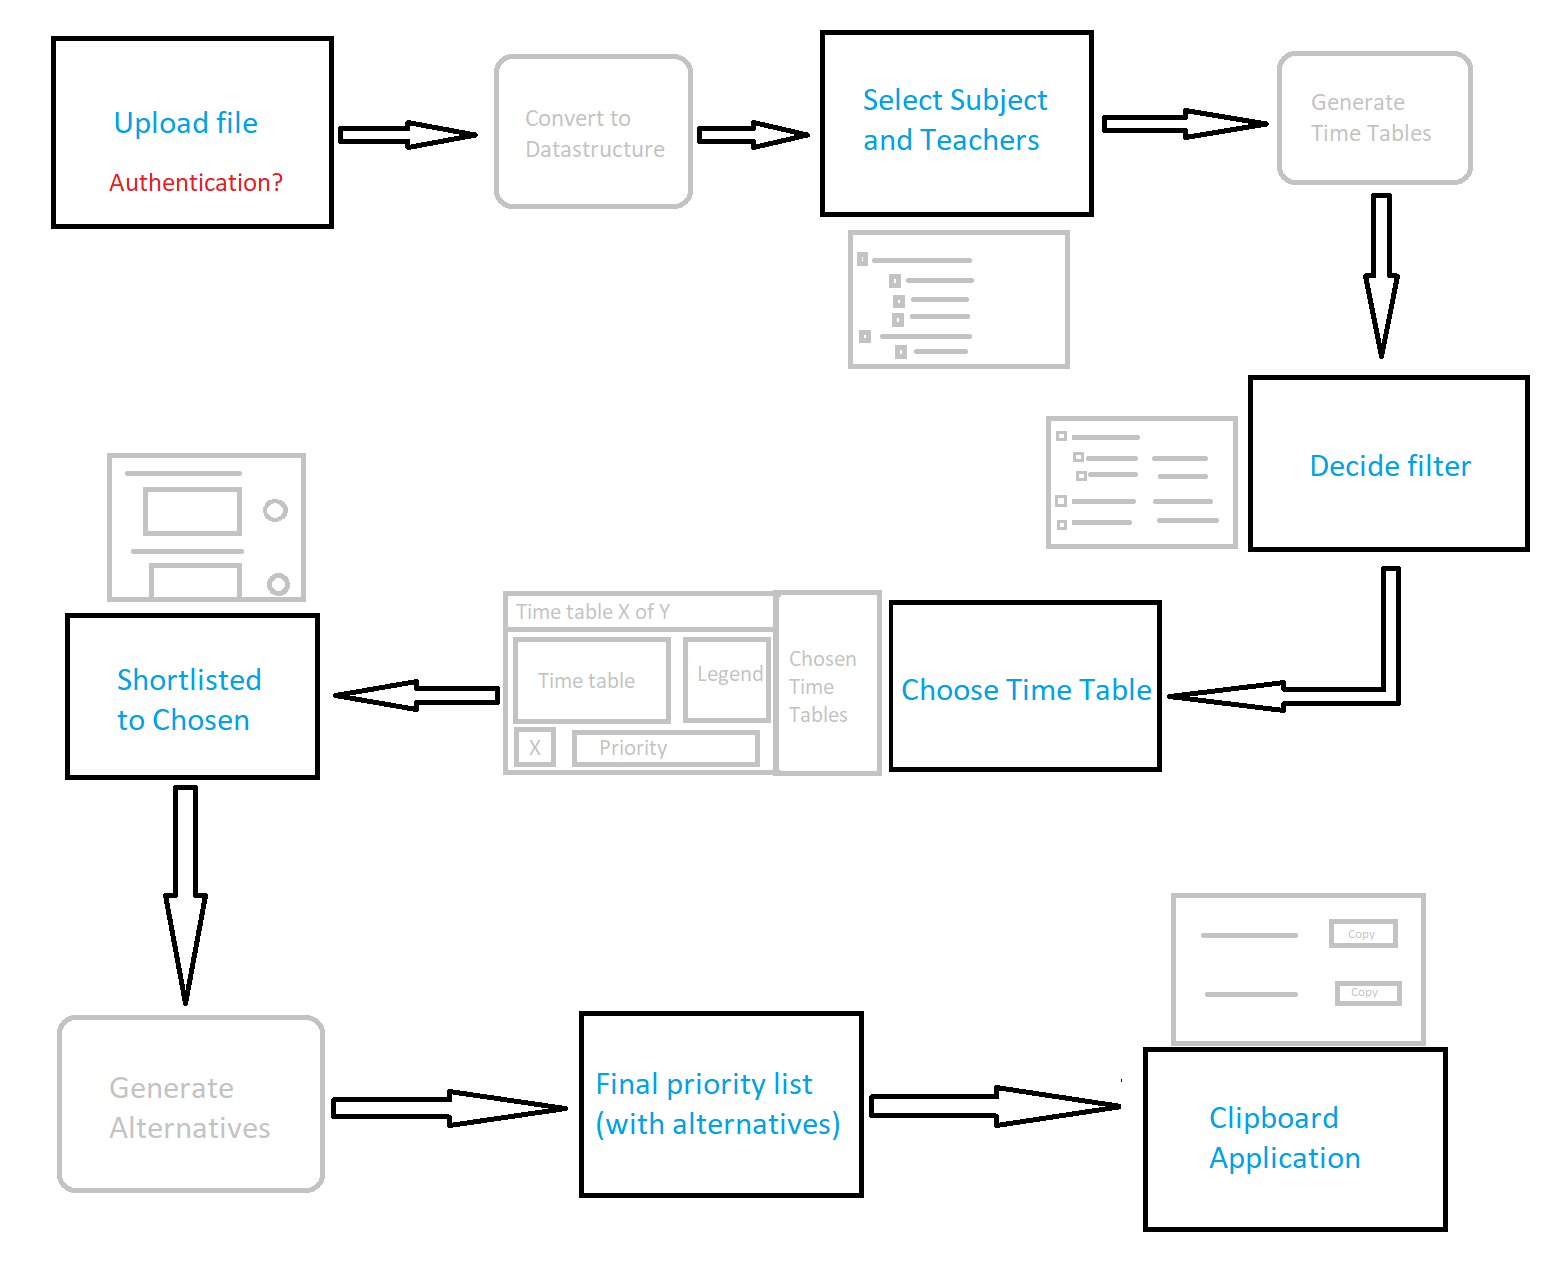 Upload file
Authentication?
Convert to
Datastructure
Select Subject
and Teachers
Generate
Time Tables
Decide filter
Choose Time Table
Time table X of Y
Time table
Legend
X
Priority
Chosen
Time
Tables
Shortlisted
to Chosen
Generate
Alternatives
Final priority list
(with alternatives)
Copy
Copy
Clipboard
Application